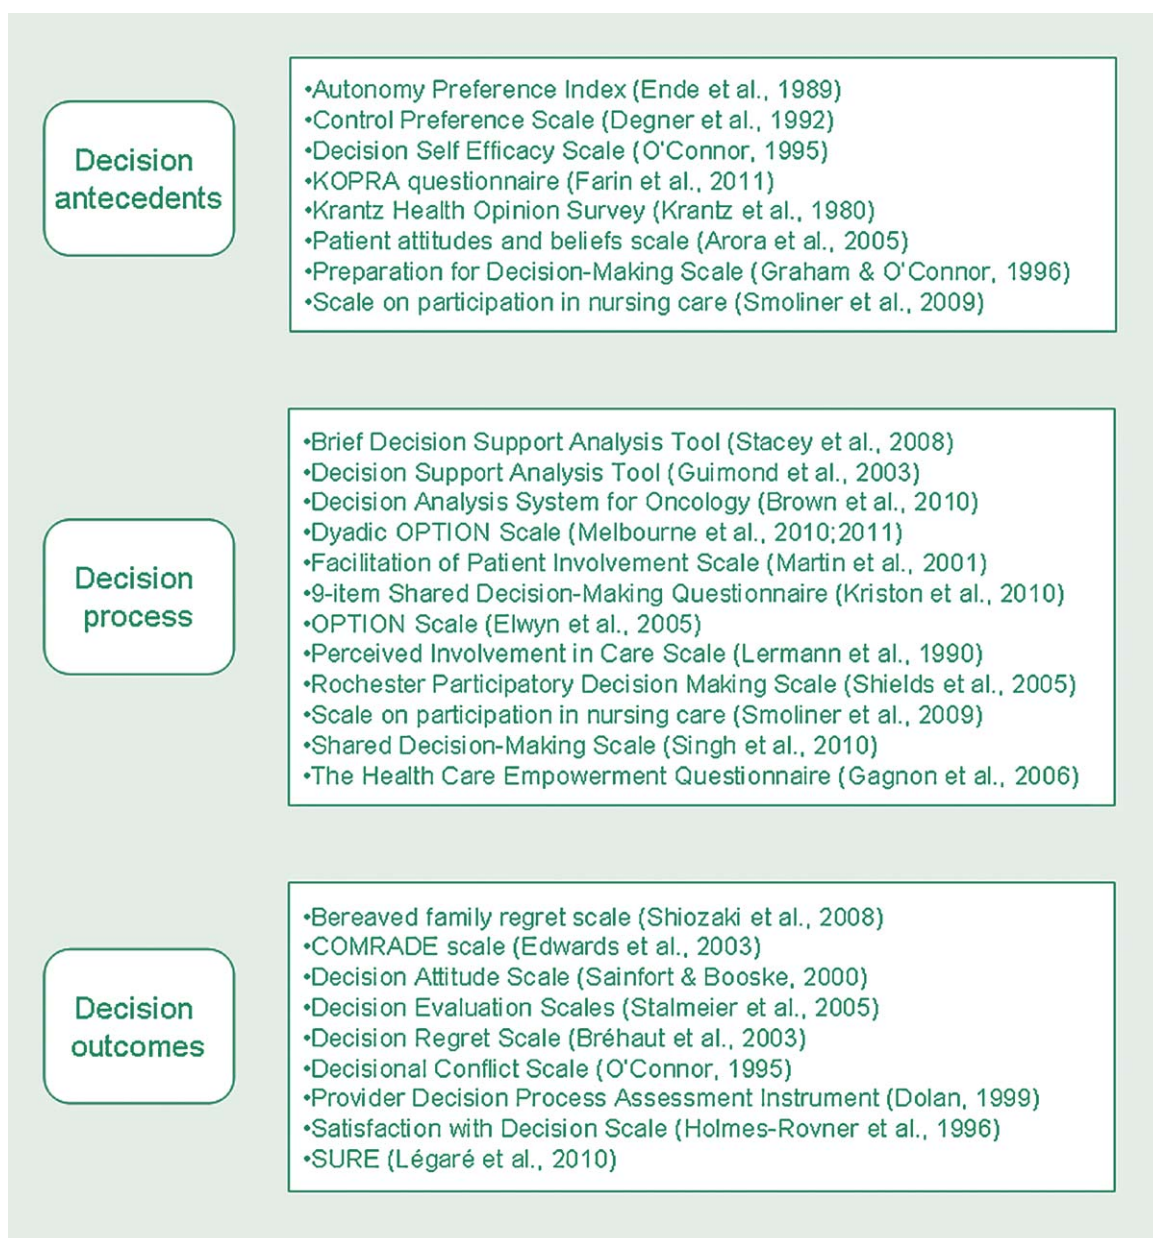 Decision
antecedents
•Autonomy Preference Index (Ende et al., 1989)
•Control Preference Scale (Degner et al., 1992)
•Decision Self Efficacy Scale (O'Connor, 1995)
•KOPRA questionnaire (Farin et al., 2011)
•Krantz Health Opinion Survey (Krantz et al., 1980)
•Patient attitudes and beliefs scale (Arora et al., 2005)
•Preparation for Decision-Making Scale (Graham & O'Connor, 1996)
•Scale on participation in nursing care (Smoliner et al., 2009)
Decision
process
•Brief Decision Support Analysis Tool (Stacey et al., 2008)
•Decision Support Analysis Tool (Guimond et al., 2003)
•Decision Analysis System for Oncology (Brown et al., 2010)
•Dyadic OPTION Scale (Melbourne et al., 2010;2011)
•Facilitation of Patient Involvement Scale (Martin et al., 2001)
•9-item Shared Decision-Making Questionnaire (Kriston et al., 2010)
•OPTION Scale (Elwyn et al., 2005)
•Perceived Involvement in Care Scale (Lermann et al., 1990)
•Rochester Participatory Decision Making Scale (Shields et al., 2005)
•Scale on participation in nursing care (Smoliner et al., 2009)
•Shared Decision-Making Scale (Singh et al., 2010)
•The Health Care Empowerment Questionnaire (Gagnon et al., 2006)
Decision
outcomes
•Bereaved family regret scale (Shiozaki et al., 2008)
•COMRADE scale (Edwards et al., 2003)
•Decision Attitude Scale (Sainfort & Booske, 2000)
•Decision Evaluation Scales (Stalmeier et al., 2005)
•Decision Regret Scale (Bréhaut et al., 2003)
•Decisional Conflict Scale (O'Connor, 1995)
•Provider Decision Process Assessment Instrument (Dolan, 1999)
•Satisfaction with Decision Scale (Holmes-Rovner et al., 1996)
•SURE (Légaré et al., 2010)